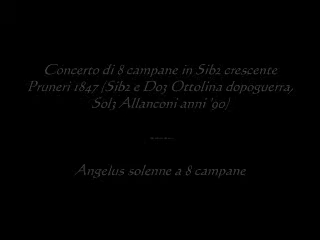 Concerto di 8 campane in Sib2 crescente
Pruneri 1847 (Sib2 e Do3 Ottolina dopoguerra,
Sol3 Allanconi anni '90)
Angelus solenne a 8 campane